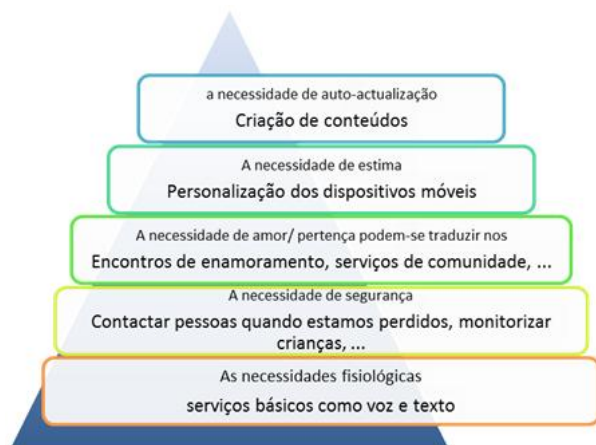 a necessidade de auto-actualização
Criação de conteúdos
A necessidade de estima
Personalização dos dispositivos móveis
A necessidade de amor/ pertença podem-se traduzir nos
Encontros de enamoramento, serviços de comunidade, ...
A necessidade de segurança
Contactar pessoas quando estamos perdidos, monitorizar
crianças, ...
As necessidades fisiológicas
serviços básicos como voz e texto